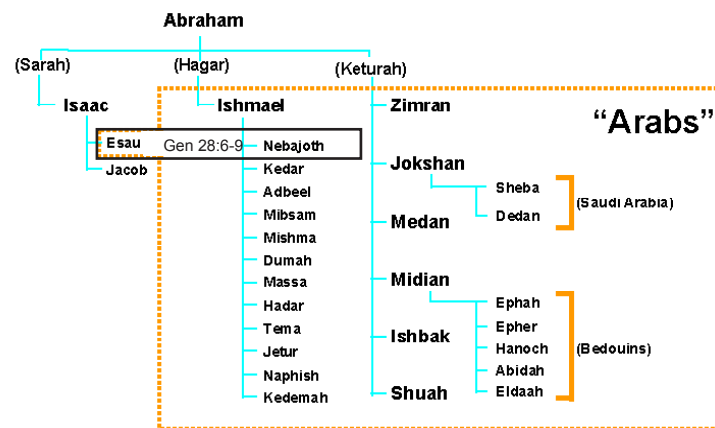 Abraham
(Sarah)
(Hagar)
(Keturah)
Isaac
Ishmael
Zimran
"Arabs"
Esau
Gen 28:6-9
Nebajoth
Jacob
Kedar
Jokshan
Adbeel
Sheba
(Saudi Arabia)
Mibsam
Medan
Dedan
Mishma
Dumah
Massa
Midian
Hadar
Ephah
Tema
Ishbak
Epher
Jetur
Hanoch
(Bedouins)
Naphish
Abidah
Kedemah
Shuah
Eldaah